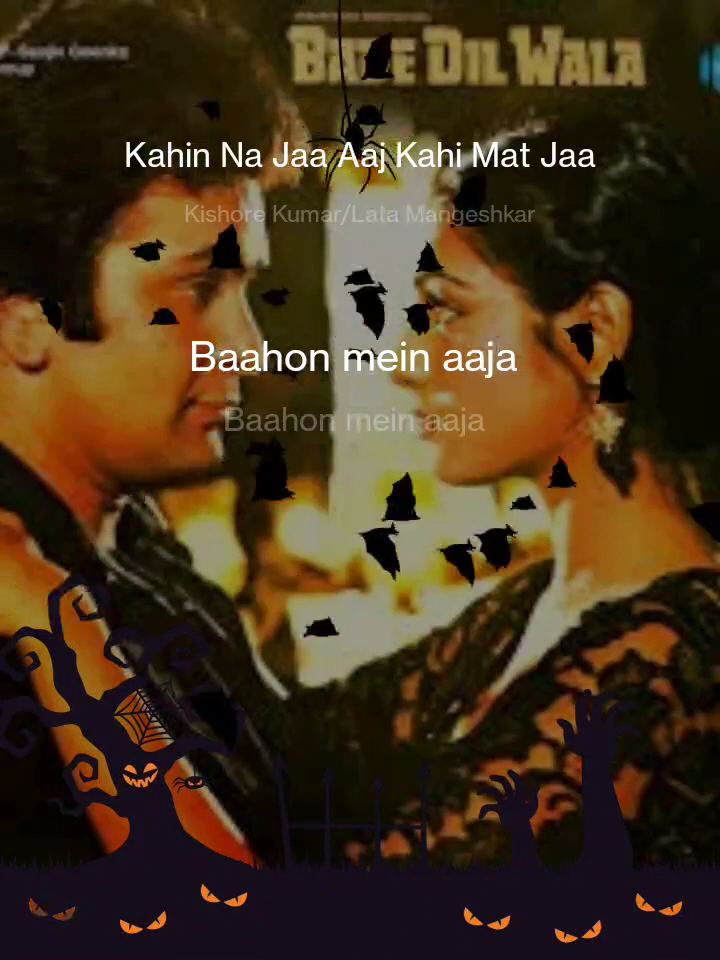 BADE DIL WALA
Kahin Na Jaa Aaj Kahi Mat Jaa
Kishore Kumar/Lata Mangeshkar
Baahon mein aaja
Baahon mein aaja